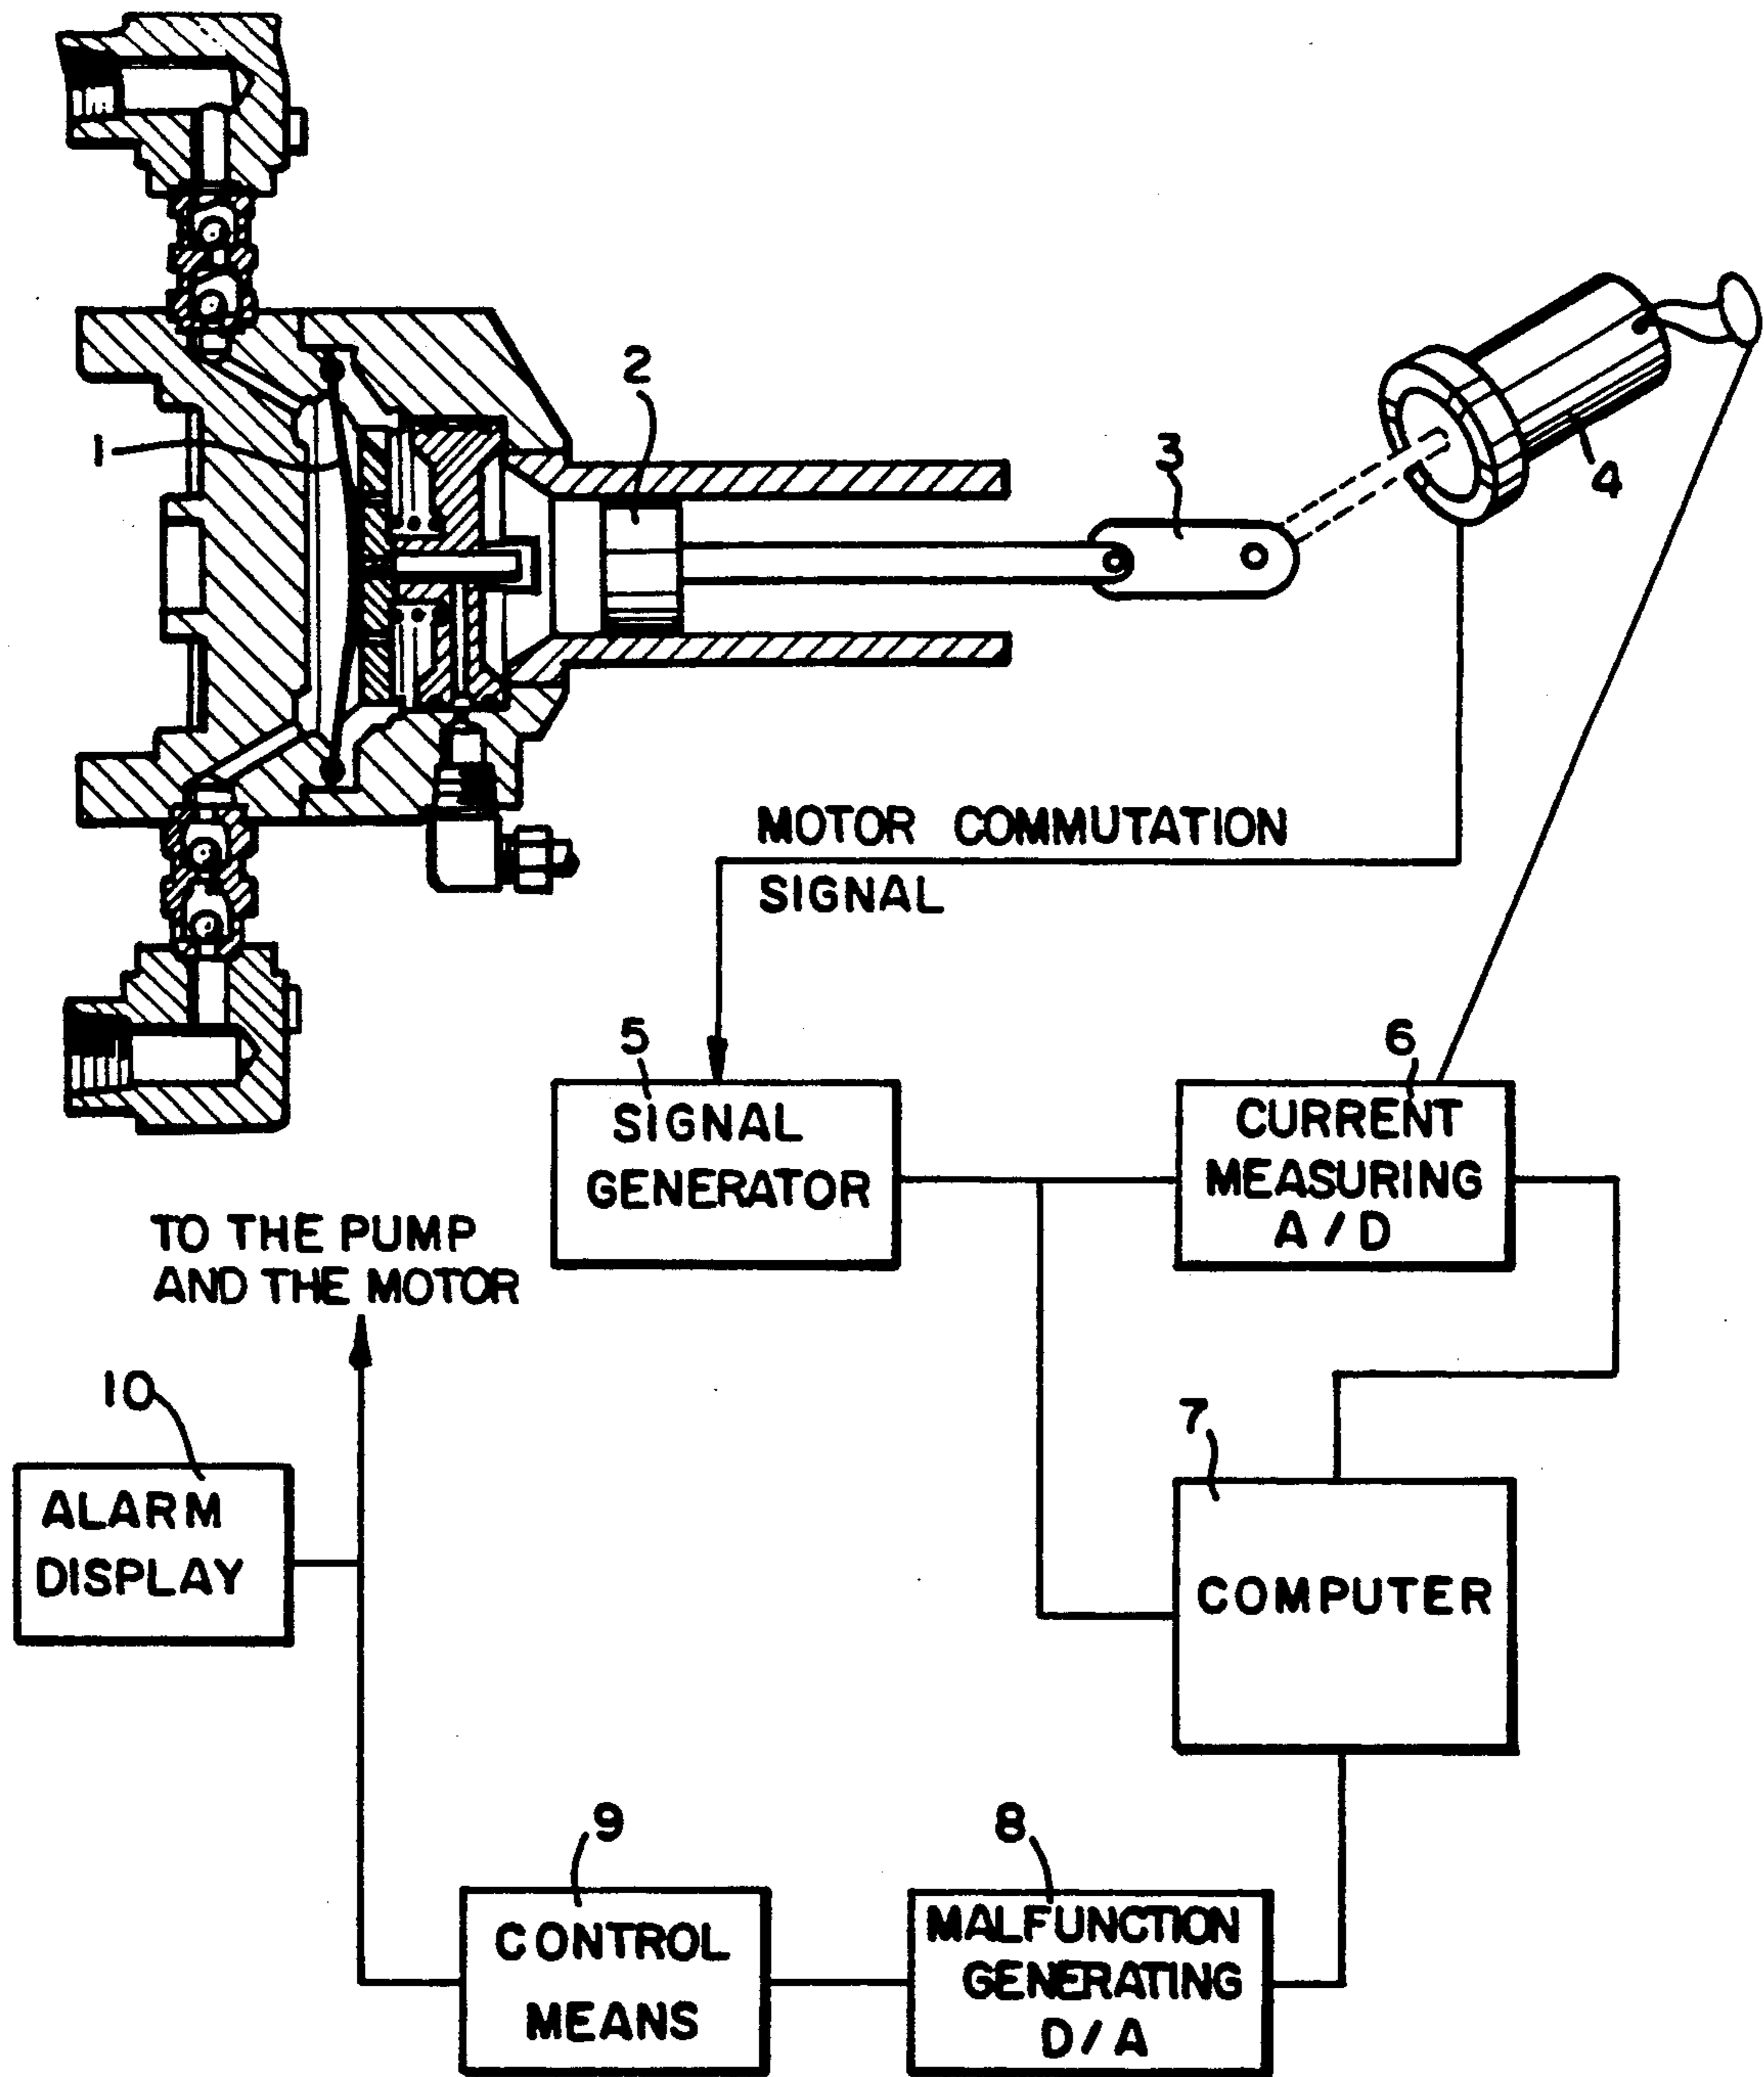 2
1
3
4
MOTOR COMMUTATION
SIGNAL
5
SIGNAL
GENERATOR
6
CURRENT
MEASURING
A/D
TO THE PUMP
AND THE MOTOR
10
ALARM
DISPLAY
7
COMPUTER
9
CONTROL
MEANS
8
MALFUNCTION
GENERATING
D/A